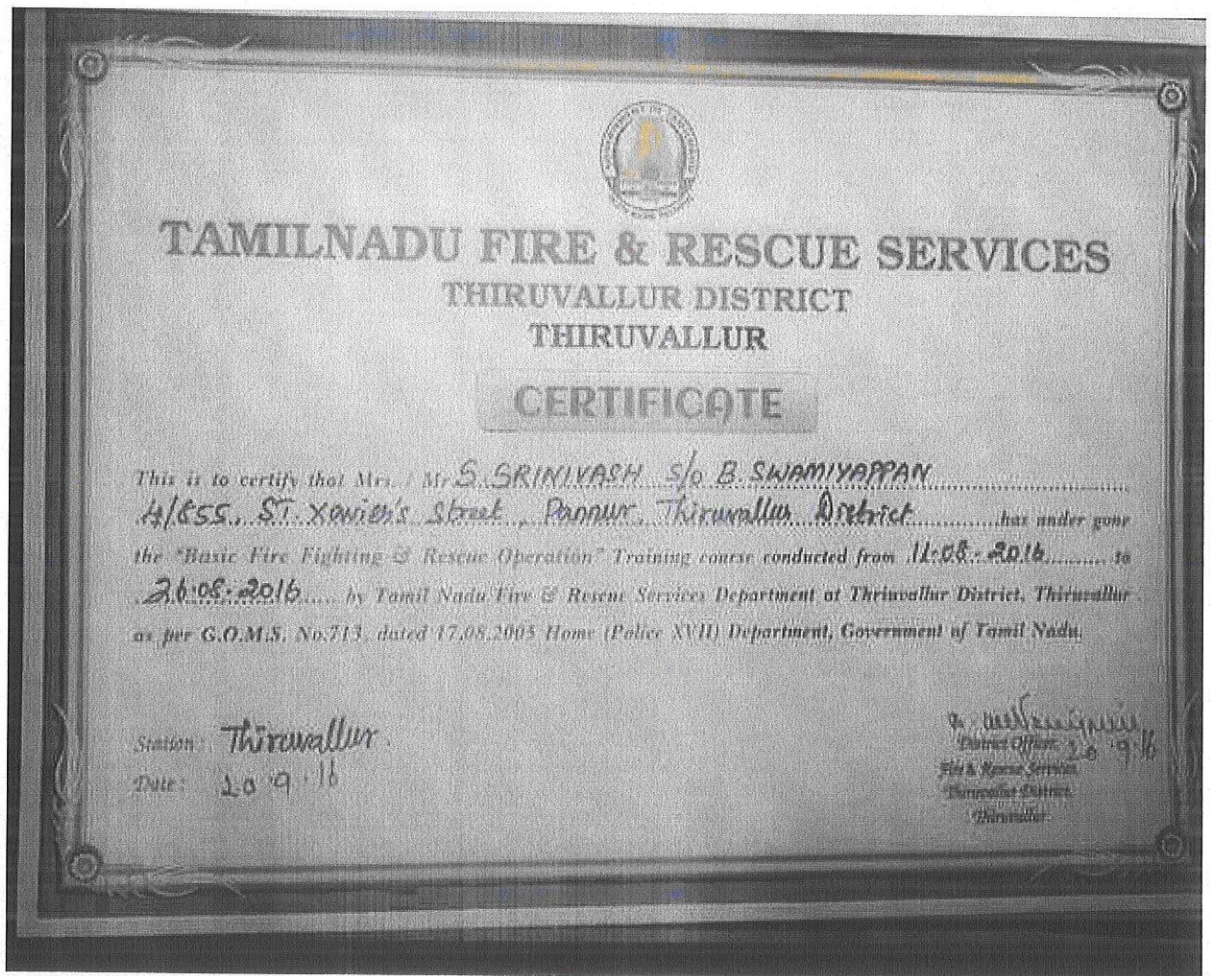 TAMILNADU FIRE & RESCUE SERVICES
THIRUVALLUR DISTRICT
THIRUVALLUR
CERTIFICATE
This is to certify that Mrs. / Mr S. SRINIVASH S/o B. SWAMIYAPPAN
4/655, ST. Xavier's Street, Pannur, Thiruvallur District has under gone
the "Basic Fire Fighting & Rescue Operation" Training course conducted from 11.08.2016 to
26.08.2016 by Tamil Nadu Fire & Rescue Services Department at Thriuvallur District, Thiruvallur
as per G.O.M.S. No.713, dated 17.08.2005 Home (Police XVII) Department, Government of Tamil Nadu.
Station: Thiruvallur.
Date: 20.9.16
District Officer, 20.9.16
Fire & Rescue Services
Thiruvallur District,
Thiruvallur.